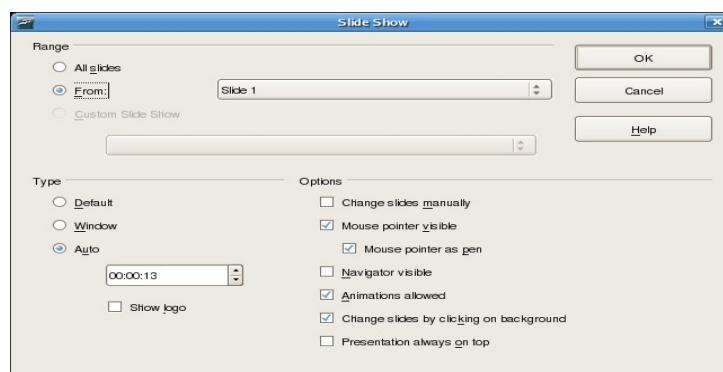 Slide Show
Range
All slides
From:
Slide 1
Custom Slide Show
OK
Cancel
Help
Type
Default
Window
Auto
00:00:13
Show logo
Options
Change slides manually
Mouse pointer visible
Mouse pointer as pen
Navigator visible
Animations allowed
Change slides by clicking on background
Presentation always on top